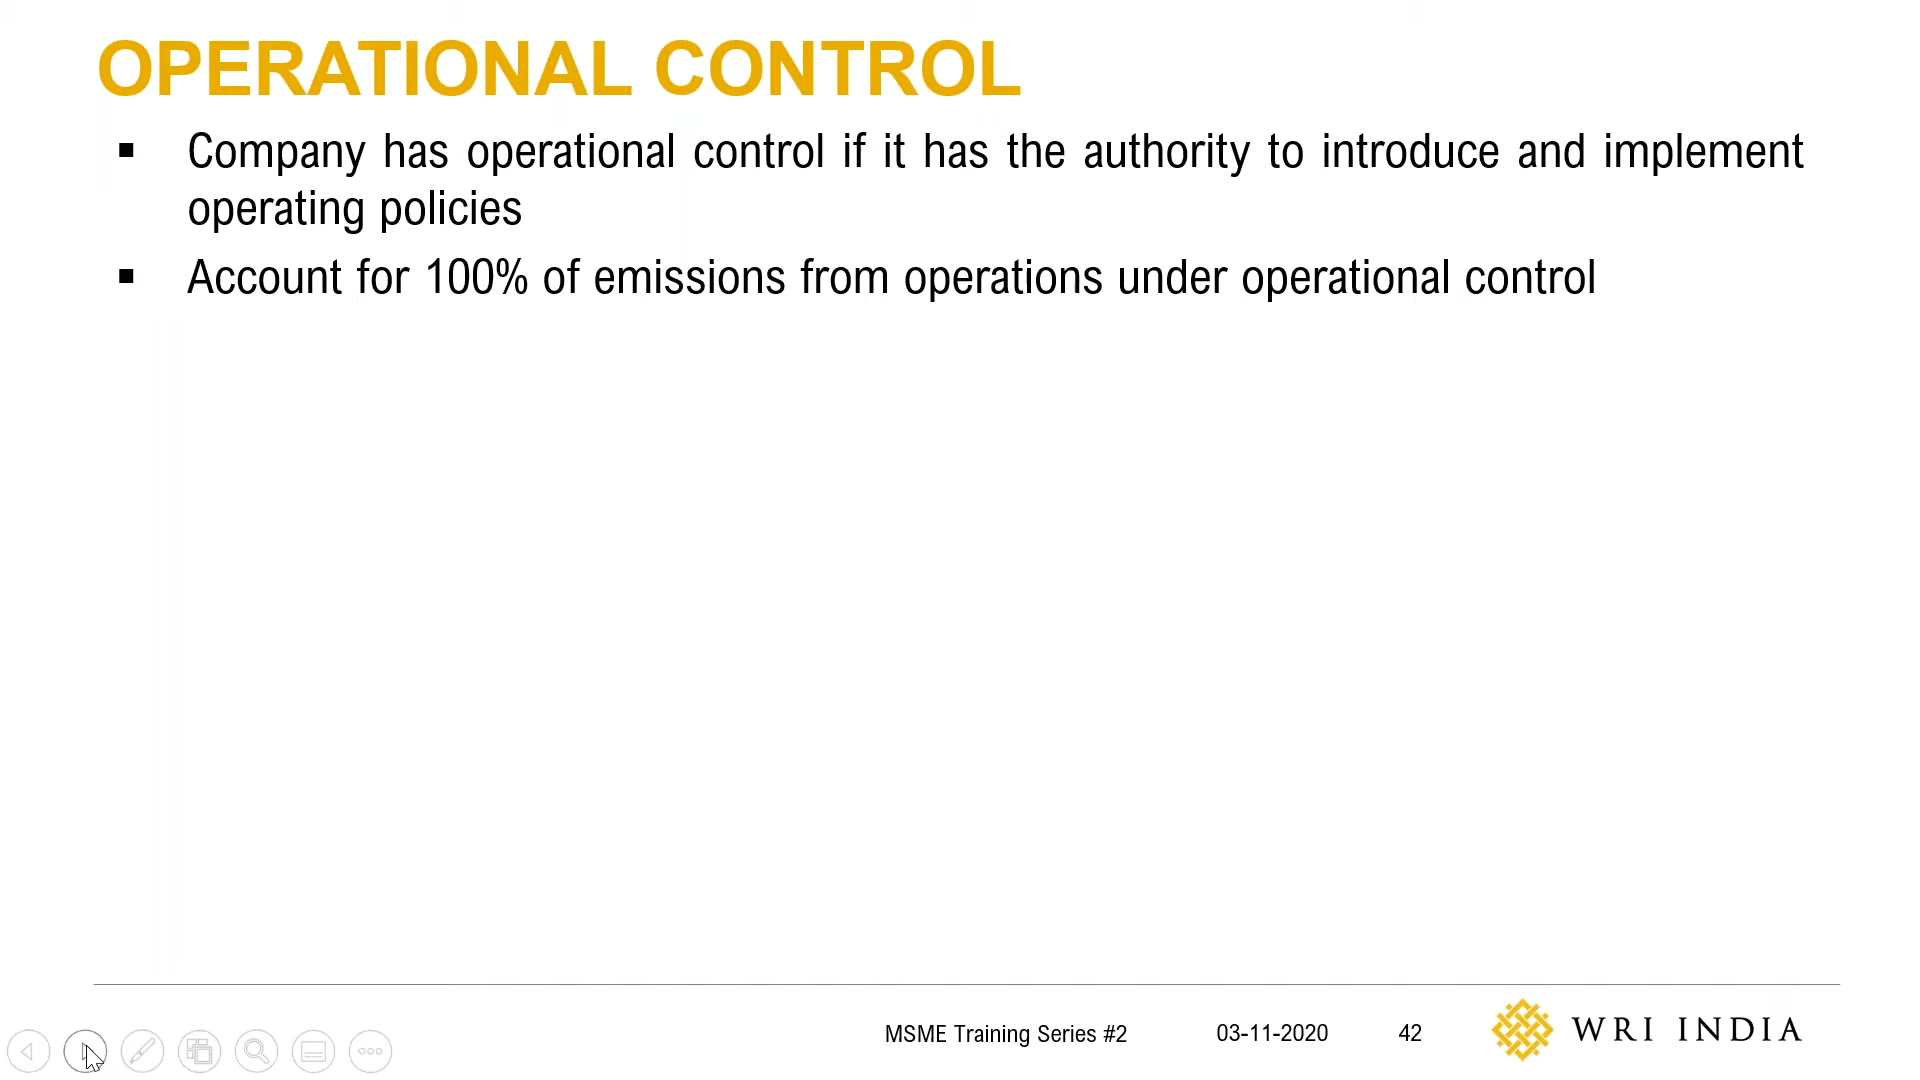 OPERATIONAL CONTROL
▪ Company has operational control if it has the authority to introduce and implement
operating policies
▪ Account for 100% of emissions from operations under operational control
MSME Training Series #2 03-11-2020 42 WRI INDIA